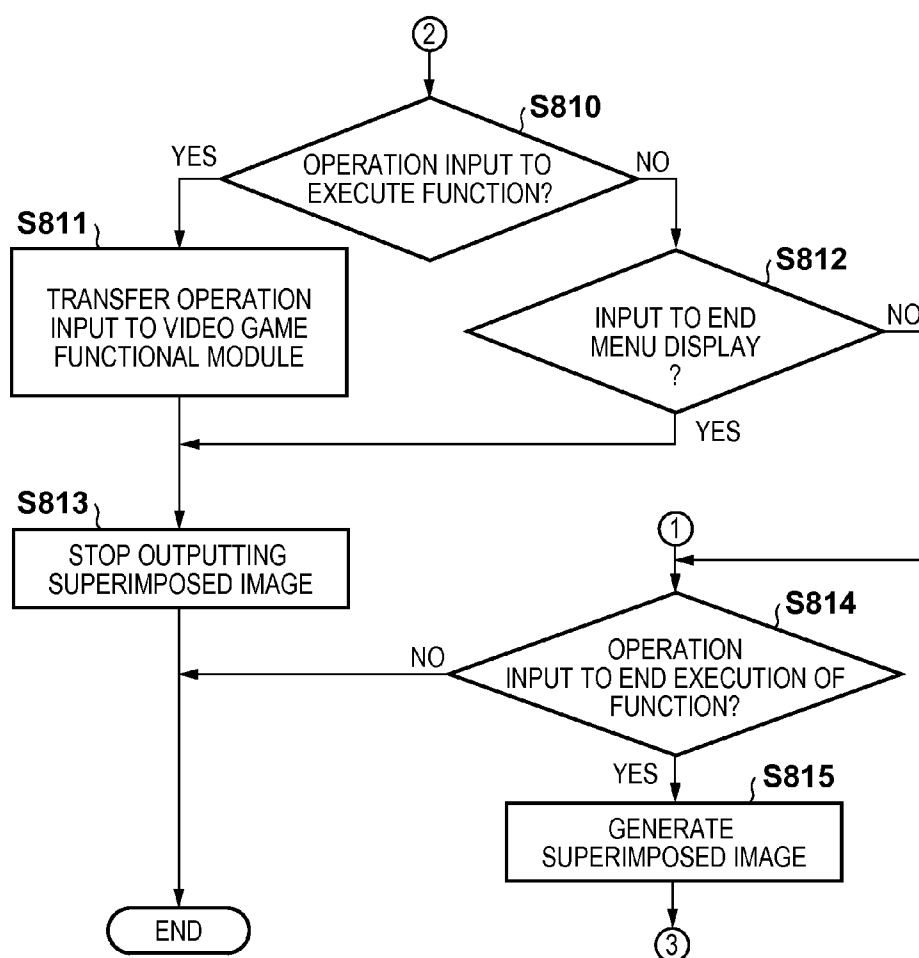 2
S810
YES
OPERATION INPUT TO
EXECUTE FUNCTION?
NO
S811
TRANSFER OPERATION
INPUT TO VIDEO GAME
FUNCTIONAL MODULE
S812
INPUT TO END
MENU DISPLAY
?
NO
YES
S813
STOP OUTPUTTING
SUPERIMPOSED IMAGE
1
S814
OPERATION
INPUT TO END EXECUTION OF
FUNCTION?
NO
YES
S815
GENERATE
SUPERIMPOSED IMAGE
END
3